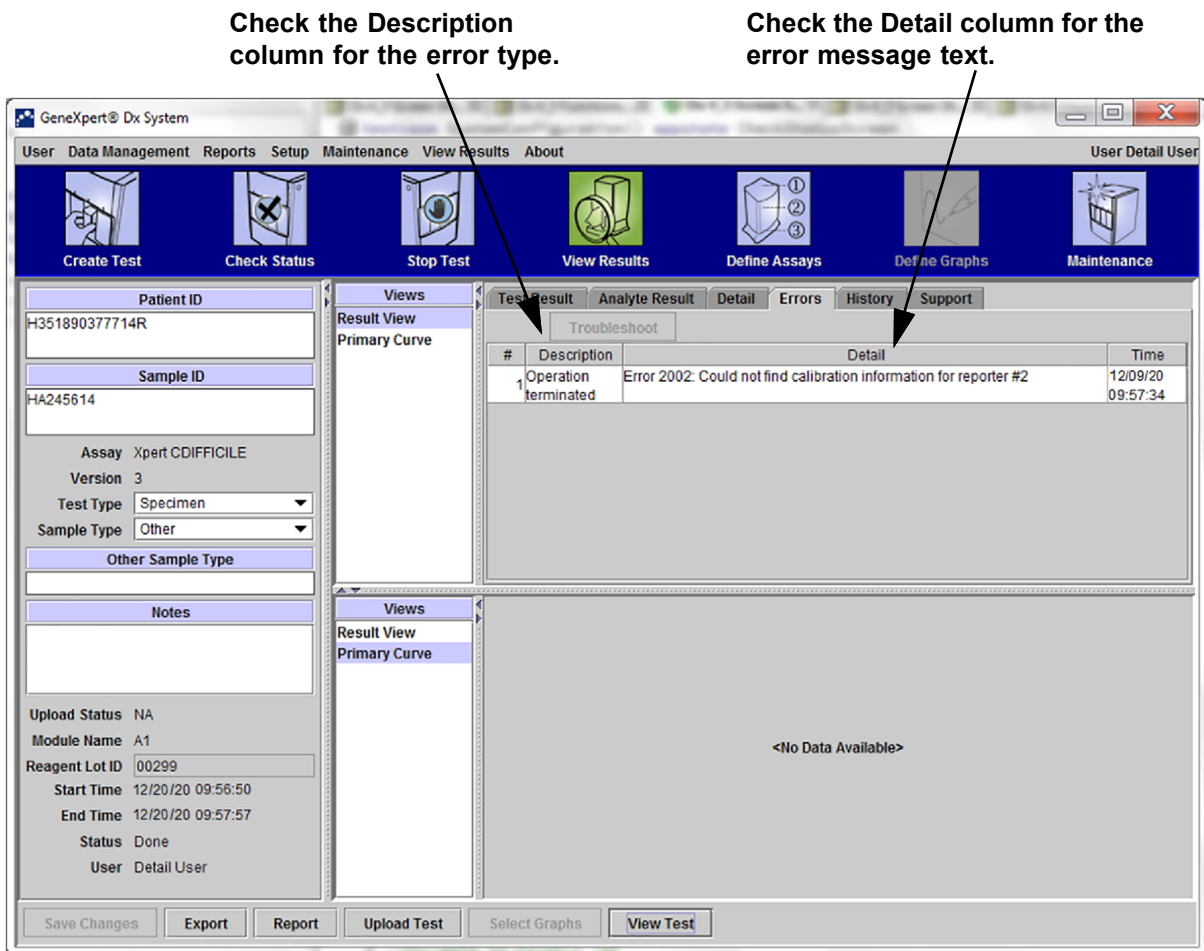 Check the Description
column for the error type.
Check the Detail column for the
error message text.
GeneXpert® Dx System
User Data Management Reports Setup Maintenance View Results About
User Detail User
Create Test
Check Status
Stop Test
View Results
Define Assays
Define Graphs
Maintenance
1
2
3
Patient ID
H351890377714R
Sample ID
HA245614
Assay Xpert CDIFFICILE
Version 3
Test Type Specimen
Sample Type Other
Other Sample Type
Notes
Upload Status NA
Module Name A1
Reagent Lot ID 00299
Start Time 12/20/20 09:56:50
End Time 12/20/20 09:57:57
Status Done
User Detail User
Views
Result View
Primary Curve
Test Result Analyte Result Detail Errors History Support
Troubleshoot
# Description Detail Time
1 Operation terminated Error 2002: Could not find calibration information for reporter #2 12/09/20 09:57:34
Views
Result View
Primary Curve
<No Data Available>
Save Changes Export Report Upload Test Select Graphs View Test